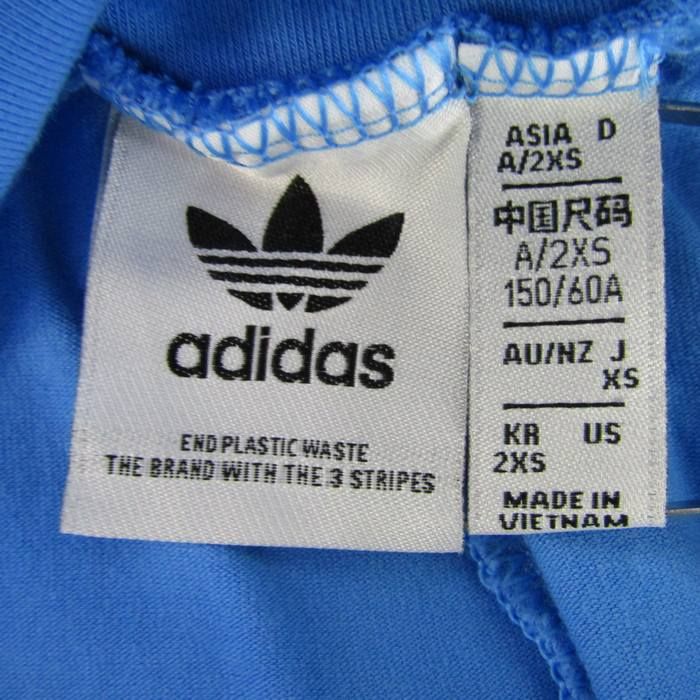 adidas
END PLASTIC WASTE
THE BRAND WITH THE 3 STRIPES
ASIA D
A/2XS
中国尺码
A/2XS
150/60A
AU/NZ J
XS
KR US
2XS
MADE IN
VIETNAM